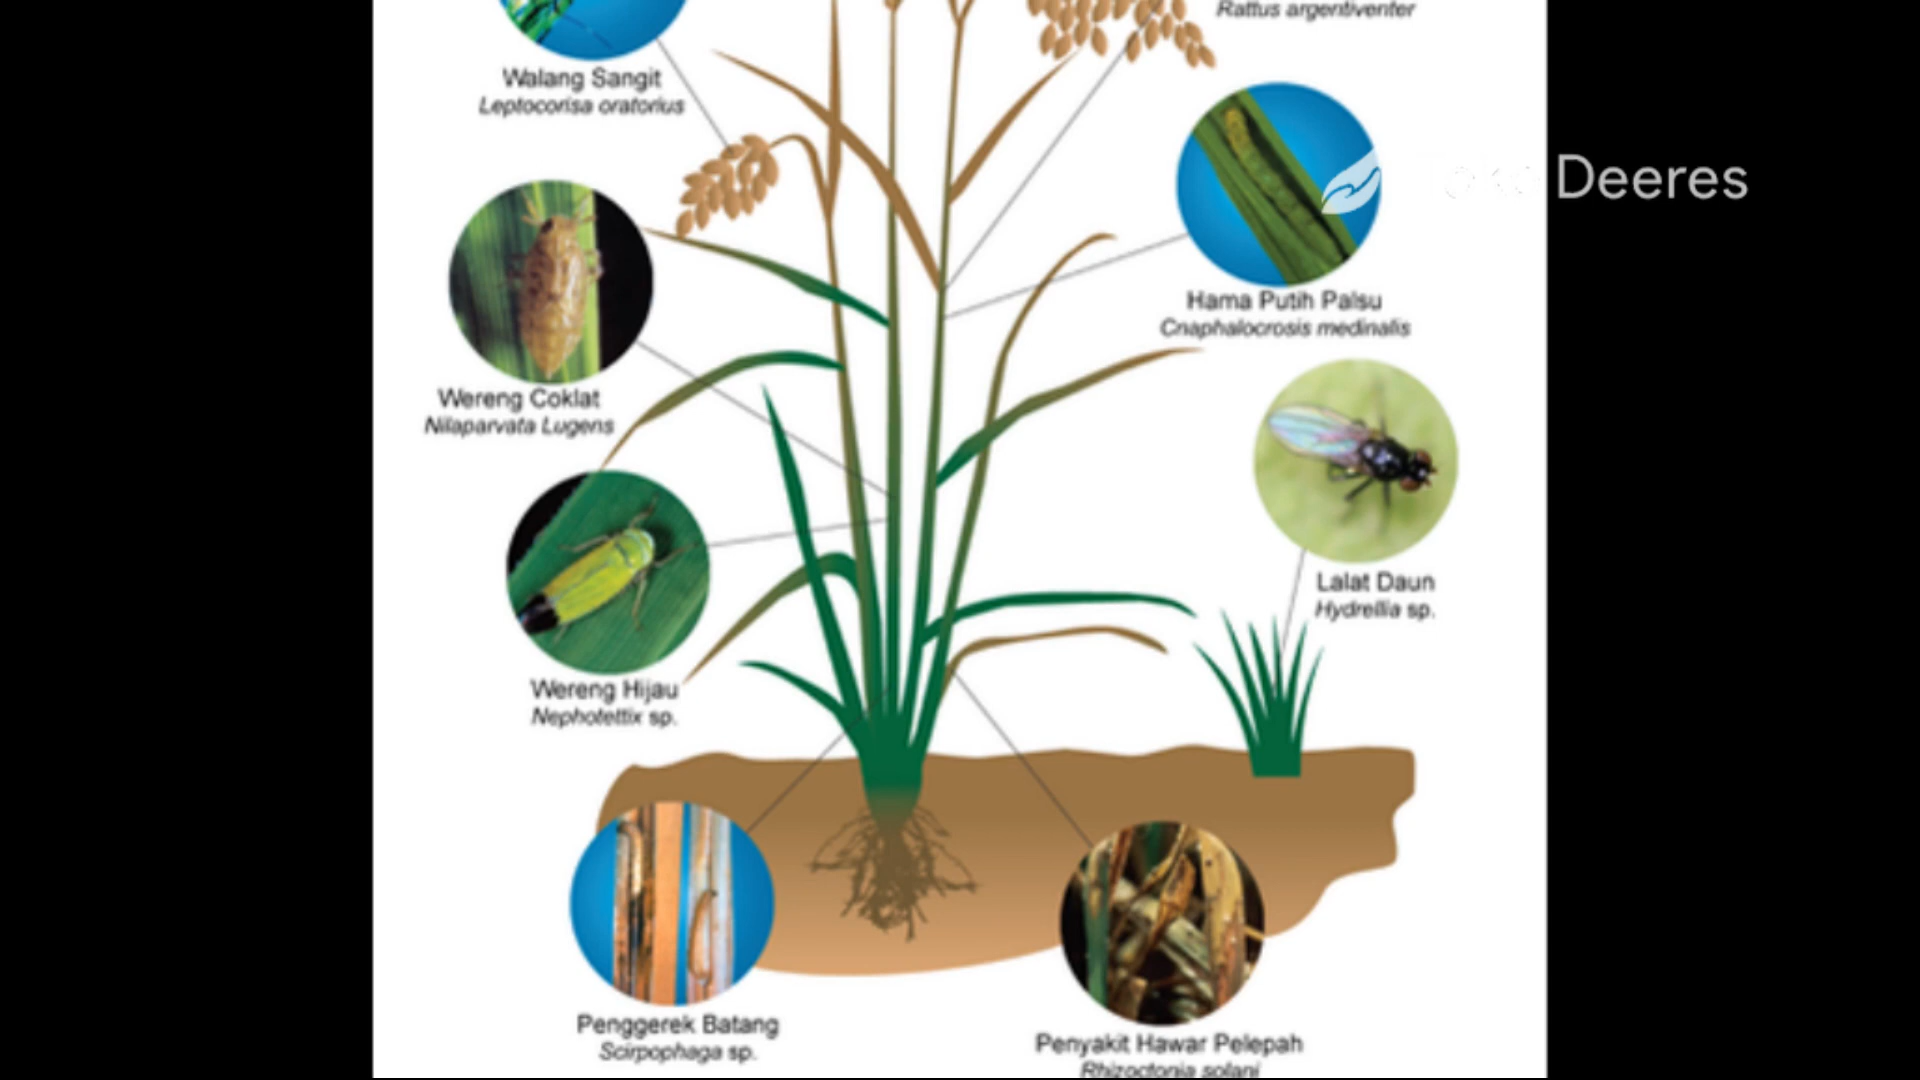 Rattus argentiventer
Walang Sangit
Leptocorisa oratorius
Deeres
Hama Putih Palsu
Cnaphalocrosis medinalis
Wereng Coklat
Nilaparvata Lugens
Lalat Daun
Hydrellia sp.
Wereng Hijau
Nephotettix sp.
Penggerek Batang
Scirpophaga sp.
Penyakit Hawar Pelepah
Rhizoctonia solani